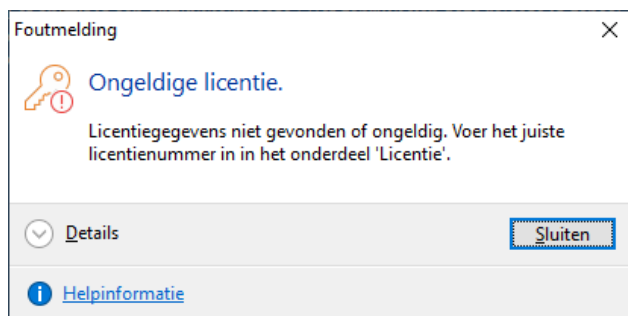 Foutmelding
Ongeldige licentie.
Licentiegegevens niet gevonden of ongeldig. Voer het juiste
licentienummer in in het onderdeel 'Licentie'.
Details
Sluiten
Helpinformatie